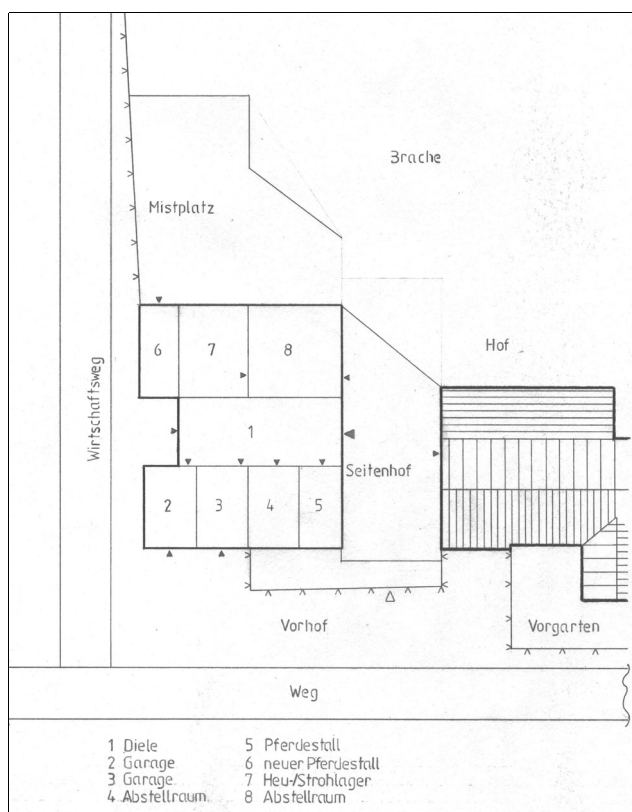 Brache
Mistplatz
Hof
Wirtschaftsweg
6 7 8
1
Seitenhof
2 3 4 5
Vorhof
Vorgarten
Weg
1 Diele
2 Garage
3 Garage
4 Abstellraum
5 Pferdestall
6 neuer Pferdestall
7 Heu-/Strohlager
8 Abstellraum